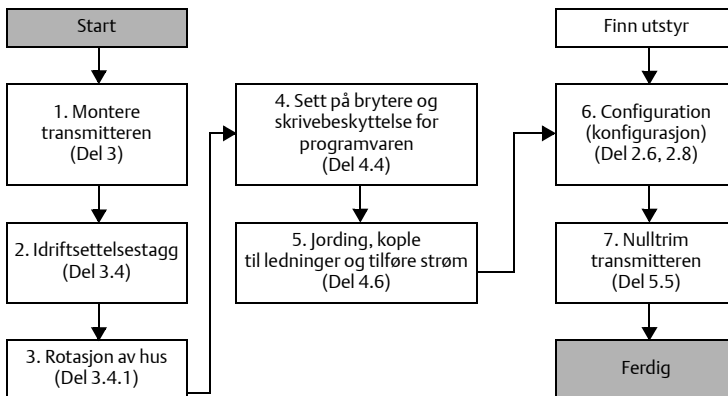 Start
1. Montere
transmitteren
(Del 3)
2. Idriftsettelsestagg
(Del 3.4)
3. Rotasjon av hus
(Del 3.4.1)
4. Sett på brytere og
skrivebeskyttelse for
programvaren
(Del 4.4)
5. Jording, kople
til ledninger og tilføre strøm
(Del 4.6)
Finn utstyr
6. Configuration
(konfigurasjon)
(Del 2.6, 2.8)
7. Nulltrim
transmitteren
(Del 5.5)
Ferdig